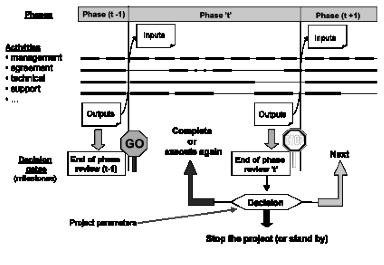 Phases
Phase (t -1)
Phase 't'
Phase (t +1)
Inputs
Inputs
Activities
• management
• agreement
• technical
• support
• ...
Outputs
Outputs
GO
Complete
or
execute again
Next
Decision
gates
(milestones)
End of phase
review (t-1)
End of phase
review 't'
Decision
Project parameters
Stop the project (or stand by)